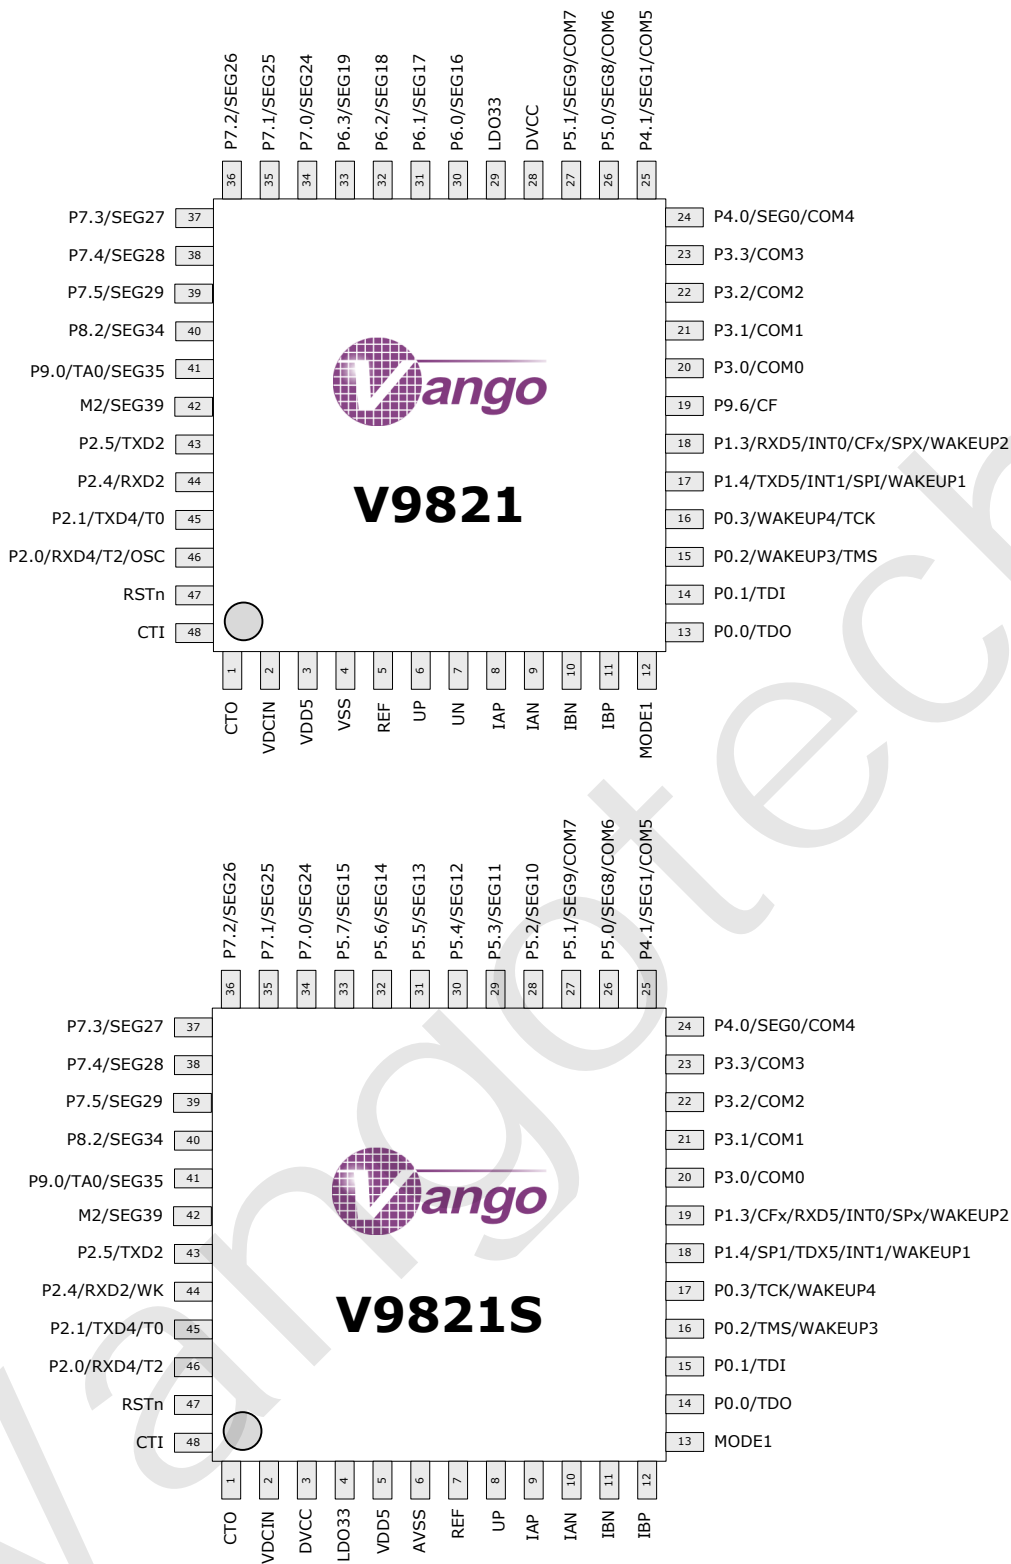 P7.2/SEG26
P7.1/SEG25
P7.0/SEG24
P6.3/SEG19
P6.2/SEG18
P6.1/SEG17
P6.0/SEG16
LDO33
DVCC
P5.1/SEG9/COM7
P5.0/SEG8/COM6
P4.1/SEG1/COM5
36 35 34 33 32 31 30 29 28 27 26 25
P7.3/SEG27 37 24 P4.0/SEG0/COM4
P7.4/SEG28 38 23 P3.3/COM3
P7.5/SEG29 39 22 P3.2/COM2
P8.2/SEG34 40 21 P3.1/COM1
P9.0/TA0/SEG35 41 20 P3.0/COM0
M2/SEG39 42 19 P9.6/CF
P2.5/TXD2 43 18 P1.3/RXD5/INT0/CFx/SPX/WAKEUP2
P2.4/RXD2 44 17 P1.4/TXD5/INT1/SPI/WAKEUP1
P2.1/TXD4/T0 45 16 P0.3/WAKEUP4/TCK
P2.0/RXD4/T2/OSC 46 15 P0.2/WAKEUP3/TMS
RSTn 47 14 P0.1/TDI
CTI 48 13 P0.0/TDO
Vango
V9821
1 2 3 4 5 6 7 8 9 10 11 12
CTO
VDCIN
VDD5
VSS
REF
UP
UN
IAP
IAN
IBN
IBP
MODE1
P7.2/SEG26
P7.1/SEG25
P7.0/SEG24
P5.7/SEG15
P5.6/SEG14
P5.5/SEG13
P5.4/SEG12
P5.3/SEG11
P5.2/SEG10
P5.1/SEG9/COM7
P5.0/SEG8/COM6
P4.1/SEG1/COM5
36 35 34 33 32 31 30 29 28 27 26 25
P7.3/SEG27 37 24 P4.0/SEG0/COM4
P7.4/SEG28 38 23 P3.3/COM3
P7.5/SEG29 39 22 P3.2/COM2
P8.2/SEG34 40 21 P3.1/COM1
P9.0/TA0/SEG35 41 20 P3.0/COM0
M2/SEG39 42 19 P1.3/CFx/RXD5/INT0/SPx/WAKEUP2
P2.5/TXD2 43 18 P1.4/SP1/TDX5/INT1/WAKEUP1
P2.4/RXD2/WK 44 17 P0.3/TCK/WAKEUP4
P2.1/TXD4/T0 45 16 P0.2/TMS/WAKEUP3
P2.0/RXD4/T2 46 15 P0.1/TDI
RSTn 47 14 P0.0/TDO
CTI 48 13 MODE1
Vango
V9821S
1 2 3 4 5 6 7 8 9 10 11 12
CTO
VDCIN
DVCC
LDO33
VDD5
AVSS
REF
UP
IAP
IAN
IBN
IBP
Vangotech